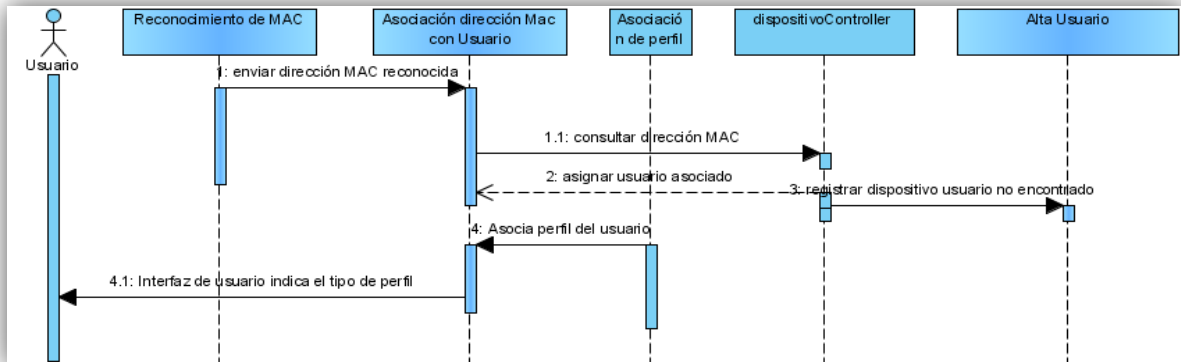 Usuario
Reconocimiento de MAC
Asociación dirección Mac
con Usuario
Asociació
n de perfil
dispositivoController
Alta Usuario
1: enviar dirección MAC reconocida
1.1: consultar dirección MAC
2: asignar usuario asociado
3: registrar dispositivo usuario no encontrado
4: Asocia perfil del usuario
4.1: Interfaz de usuario indica el tipo de perfil